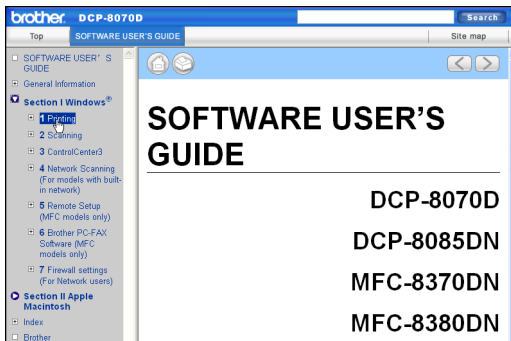 brother. DCP-8070D
Search
Top
SOFTWARE USER'S GUIDE
Site map
SOFTWARE USER' S
GUIDE
General Information
Section I Windows®
1 Printing
2 Scanning
3 ControlCenter3
4 Network Scanning
(For models with built-
in network)
5 Remote Setup
(MFC models only)
6 Brother PC-FAX
Software (MFC
models only)
7 Firewall settings
(For Network users)
Section II Apple
Macintosh
Index
Brother
SOFTWARE USER'S
GUIDE
DCP-8070D
DCP-8085DN
MFC-8370DN
MFC-8380DN